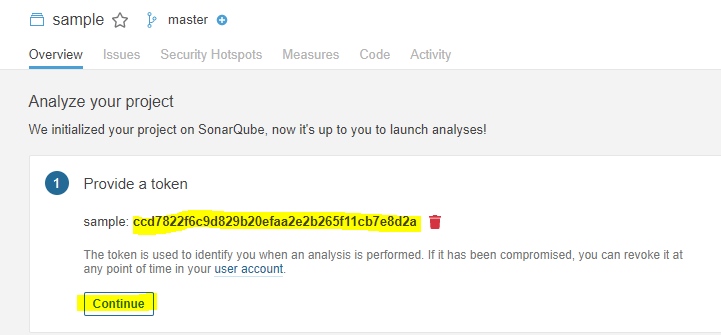 sample master
Overview Issues Security Hotspots Measures Code Activity
Analyze your project
We initialized your project on SonarQube, now it's up to you to launch analyses!
1 Provide a token
sample: ccd7822f6c9d829b20efaa2e2b265f11cb7e8d2a
The token is used to identify you when an analysis is performed. If it has been compromised, you can revoke it at
any point of time in your user account.
Continue